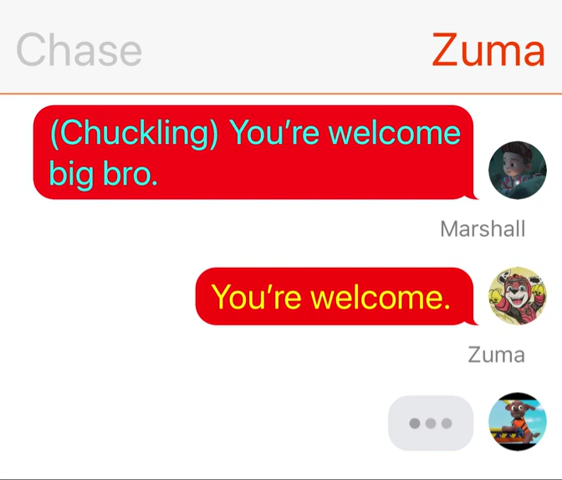 Chase Zuma
(Chuckling) You’re welcome
big bro.
Marshall
You’re welcome.
Zuma